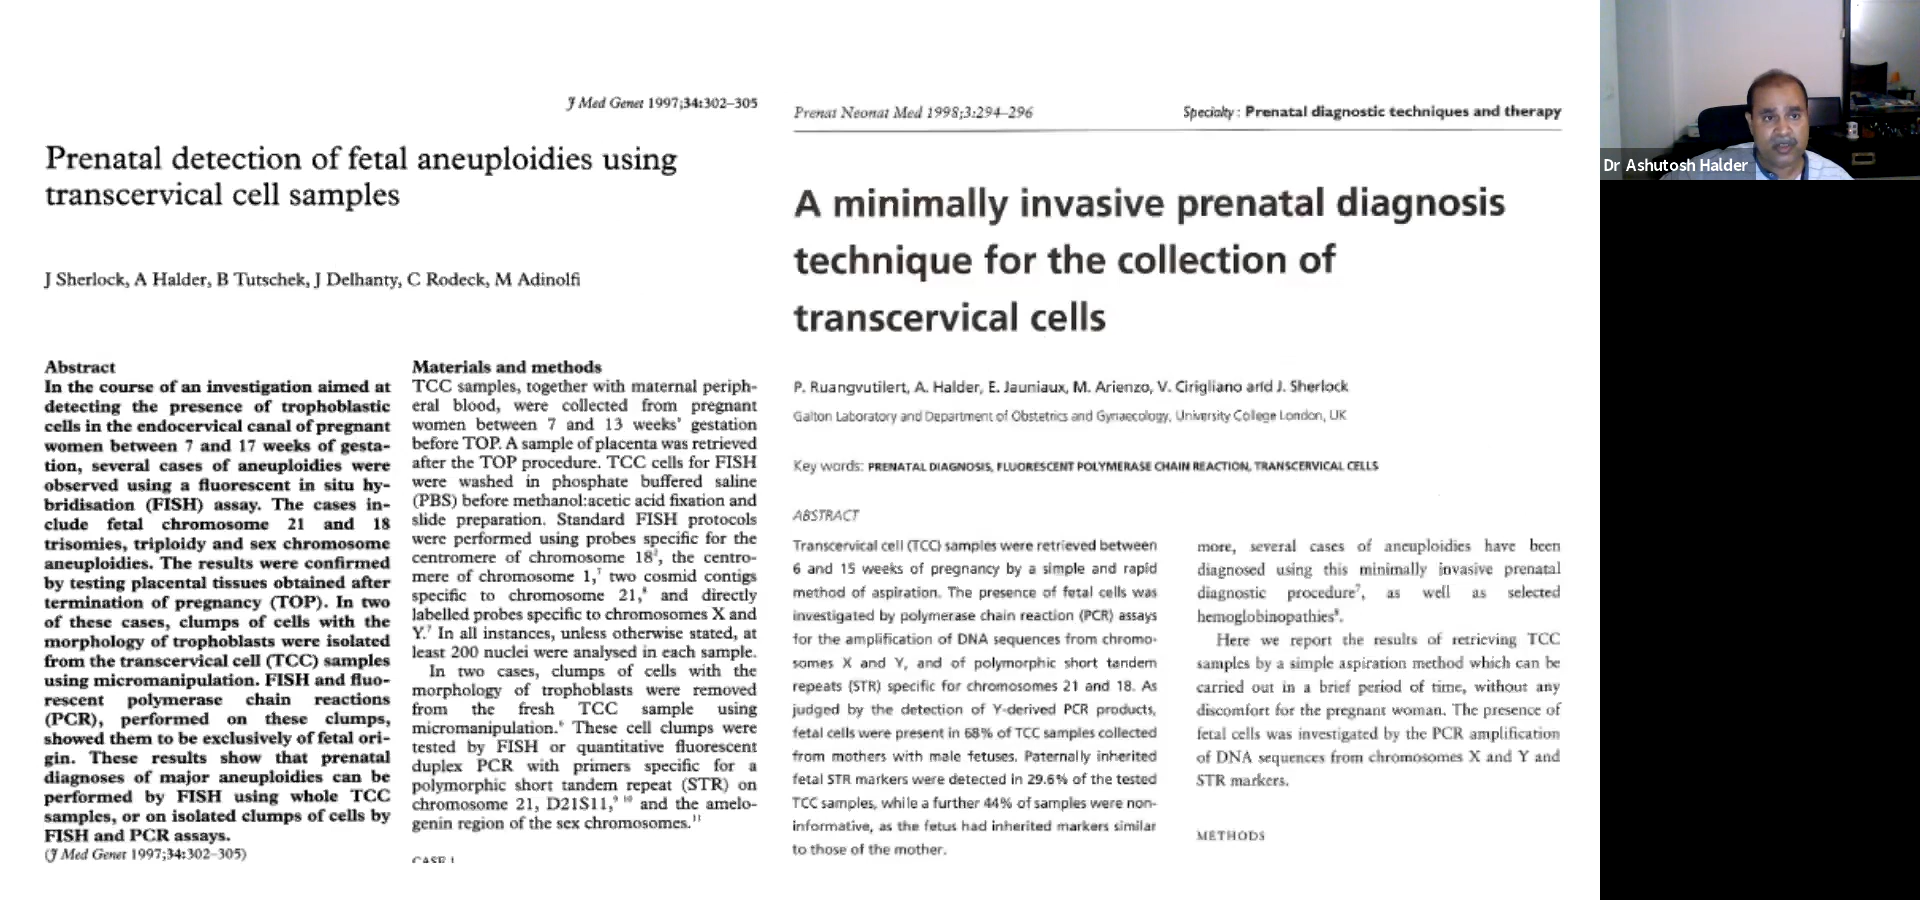 J Med Genet 1997;34:302–305
Prenatal detection of fetal aneuploidies using
transcervical cell samples
J Sherlock, A Halder, B Tutschek, J Delhanty, C Rodeck, M Adinolfi
Abstract
In the course of an investigation aimed at
detecting the presence of trophoblastic
cells in the endocervical canal of pregnant
women between 7 and 17 weeks of gesta-
tion, several cases of aneuploidies were
observed using a fluorescent in situ hy-
bridisation (FISH) assay. The cases in-
clude fetal chromosome 21 and 18
trisomies, triploidy and sex chromosome
aneuploidies. The results were confirmed
by testing placental tissues obtained after
termination of pregnancy (TOP). In two
of these cases, clumps of cells with the
morphology of trophoblasts were isolated
from the transcervical cell (TCC) samples
using micromanipulation. FISH and fluo-
rescent polymerase chain reactions
(PCR), performed on these clumps,
showed them to be exclusively of fetal ori-
gin. These results show that prenatal
diagnoses of major aneuploidies can be
performed by FISH using whole TCC
samples, or on isolated clumps of cells by
FISH and PCR assays.
(J Med Genet 1997;34:302–305)
Materials and methods
TCC samples, together with maternal periph-
eral blood, were collected from pregnant
women between 7 and 13 weeks' gestation
before TOP. A sample of placenta was retrieved
after the TOP procedure. TCC cells for FISH
were washed in phosphate buffered saline
(PBS) before methanol:acetic acid fixation and
slide preparation. Standard FISH protocols
were performed using probes specific for the
centromere of chromosome 18, the centro-
mere of chromosome 1,⁷ two cosmid contigs
specific to chromosome 21,⁸ and directly
labelled probes specific to chromosomes X and
Y.⁷ In all instances, unless otherwise stated, at
least 200 nuclei were analysed in each sample.
In two cases, clumps of cells with the
morphology of trophoblasts were removed
from the fresh TCC sample using
micromanipulation.⁶ These cell clumps were
tested by FISH or quantitative fluorescent
duplex PCR with primers specific for a
polymorphic short tandem repeat (STR) on
chromosome 21, D21S11,⁹ ¹⁰ and the amelo-
genin region of the sex chromosomes.¹¹
CASE 1
Prenat Neonat Med 1998;3:294–296
Specialty : Prenatal diagnostic techniques and therapy
A minimally invasive prenatal diagnosis
technique for the collection of
transcervical cells
P. Ruangvutilert, A. Halder, E. Jauniaux, M. Arienzo, V. Cirigliano and J. Sherlock
Galton Laboratory and Department of Obstetrics and Gynaecology, University College London, UK
Key words: PRENATAL DIAGNOSIS, FLUORESCENT POLYMERASE CHAIN REACTION, TRANSCERVICAL CELLS
ABSTRACT
Transcervical cell (TCC) samples were retrieved between
6 and 15 weeks of pregnancy by a simple and rapid
method of aspiration. The presence of fetal cells was
investigated by polymerase chain reaction (PCR) assays
for the amplification of DNA sequences from chromo-
somes X and Y, and of polymorphic short tandem
repeats (STR) specific for chromosomes 21 and 18. As
judged by the detection of Y-derived PCR products,
fetal cells were present in 68% of TCC samples collected
from mothers with male fetuses. Paternally inherited
fetal STR markers were detected in 29.6% of the tested
TCC samples, while a further 44% of samples were non-
informative, as the fetus had inherited markers similar
to those of the mother.
more, several cases of aneuploidies have been
diagnosed using this minimally invasive prenatal
diagnostic procedure⁷, as well as selected
hemoglobinopathies⁸.
Here we report the results of retrieving TCC
samples by a simple aspiration method which can be
carried out in a brief period of time, without any
discomfort for the pregnant woman. The presence of
fetal cells was investigated by the PCR amplification
of DNA sequences from chromosomes X and Y and
STR markers.
METHODS
Dr Ashutosh Halder